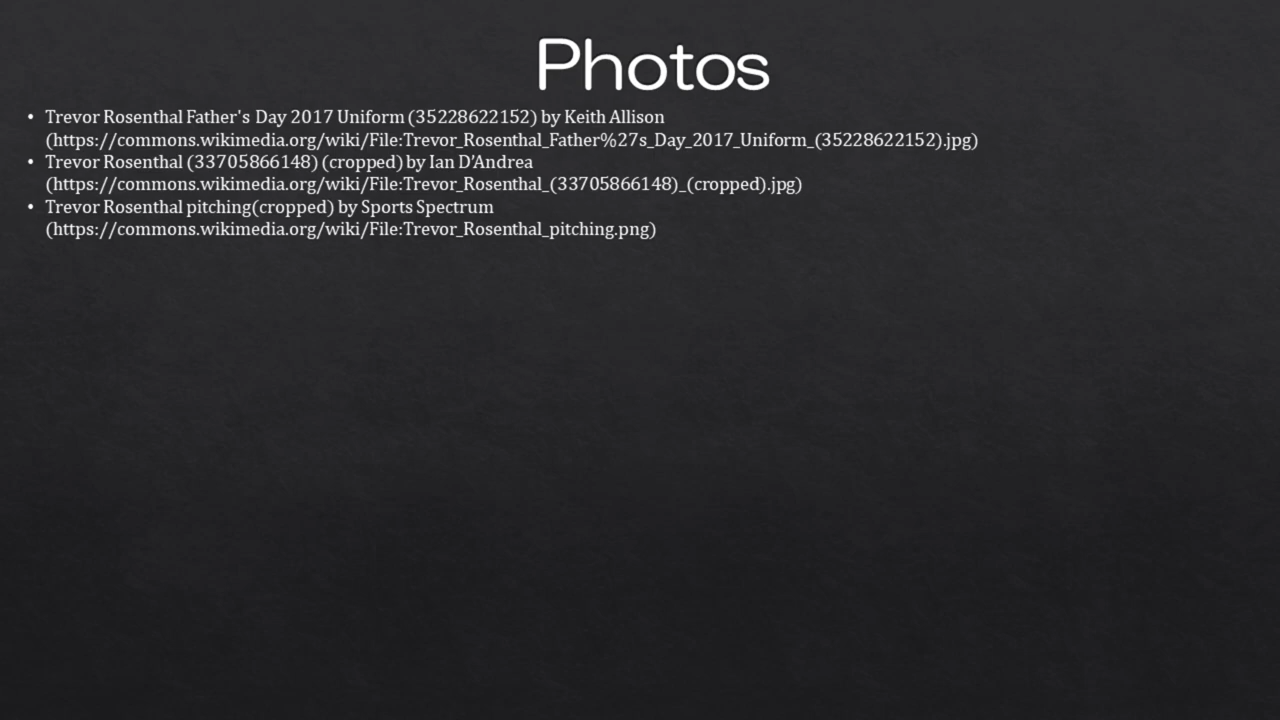 Photos
• Trevor Rosenthal Father's Day 2017 Uniform (35228622152) by Keith Allison
(https://commons.wikimedia.org/wiki/File:Trevor_Rosenthal_Father%27s_Day_2017_Uniform_(35228622152).jpg)
• Trevor Rosenthal (33705866148) (cropped) by Ian D’Andrea
(https://commons.wikimedia.org/wiki/File:Trevor_Rosenthal_(33705866148)_(cropped).jpg)
• Trevor Rosenthal pitching(cropped) by Sports Spectrum
(https://commons.wikimedia.org/wiki/File:Trevor_Rosenthal_pitching.png)